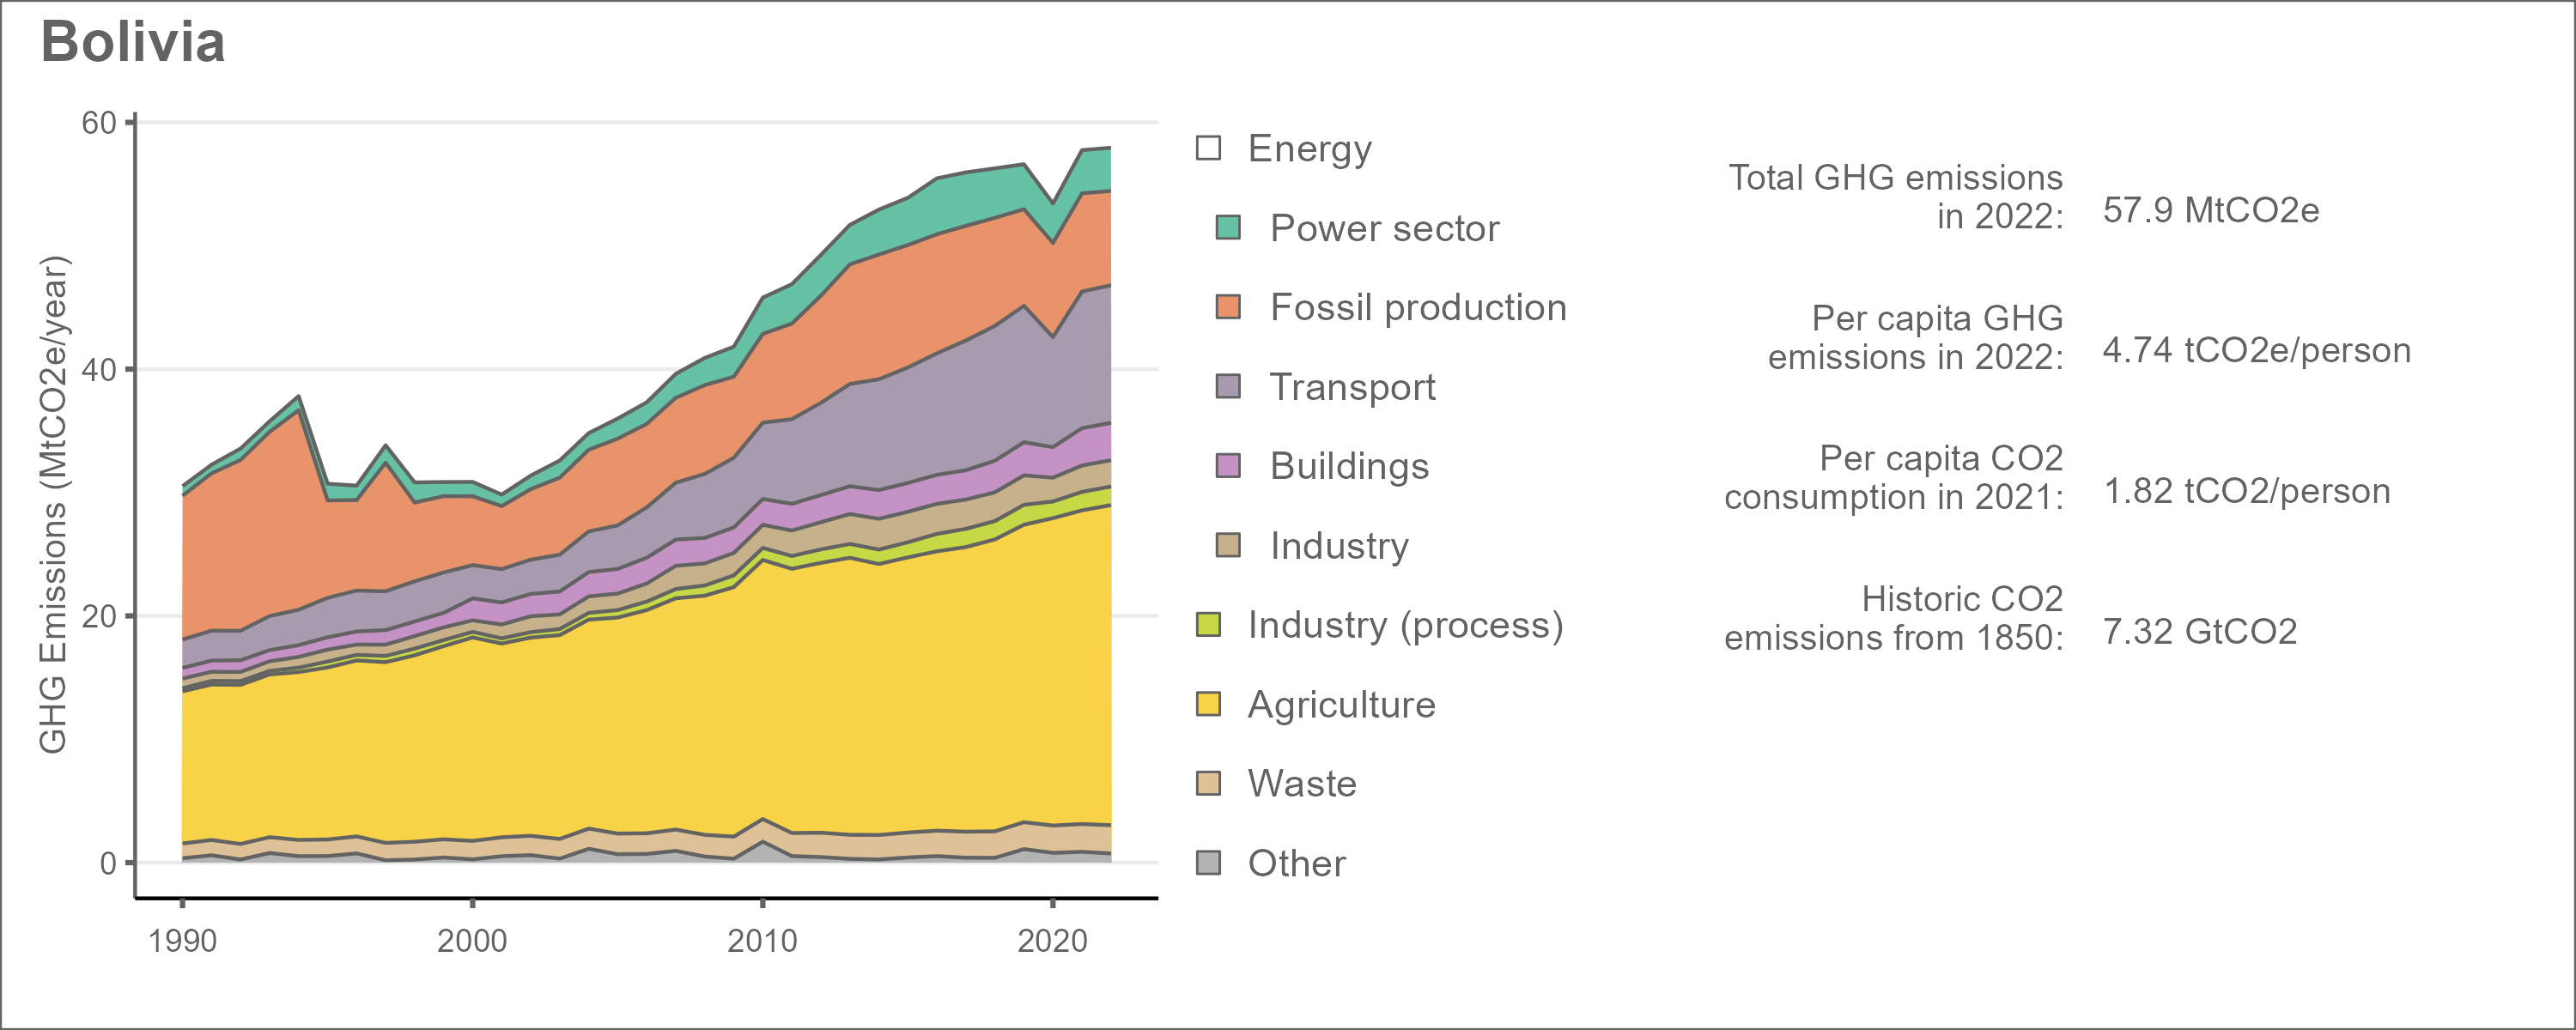 Bolivia
GHG Emissions (MtCO2e/year)
60
40
20
0
1990
2000
2010
2020
Energy
Power sector
Fossil production
Transport
Buildings
Industry
Industry (process)
Agriculture
Waste
Other
Total GHG emissions
in 2022:
57.9 MtCO2e
Per capita GHG
emissions in 2022:
4.74 tCO2e/person
Per capita CO2
consumption in 2021:
1.82 tCO2/person
Historic CO2
emissions from 1850:
7.32 GtCO2